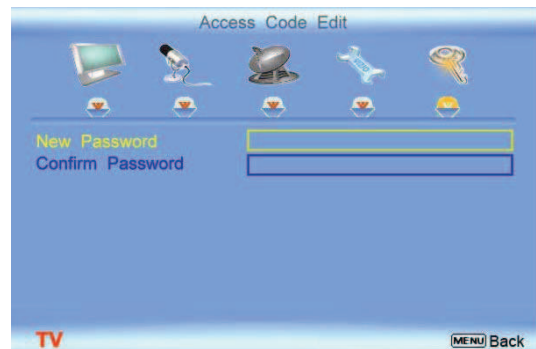 Access Code Edit
New Password
Confirm Password
TV
MENU Back